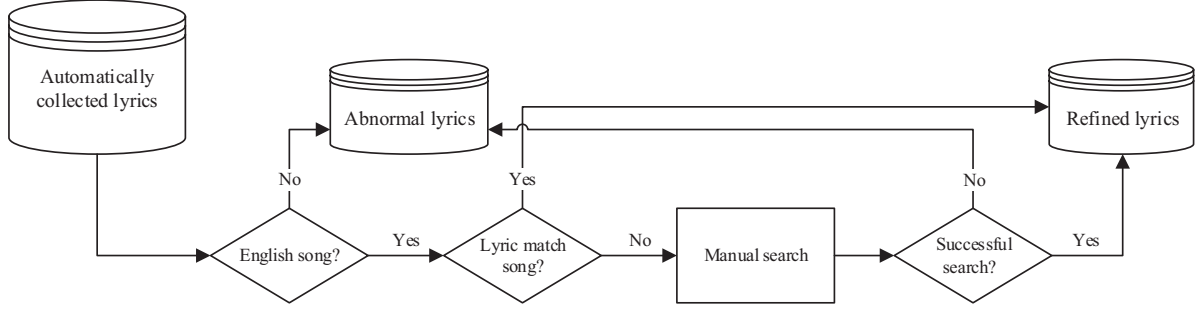 Automatically
collected lyrics
Abnormal lyrics
Refined lyrics
No
Yes
No
English song?
Yes
Lyric match
song?
No
Manual search
Successful
search?
Yes